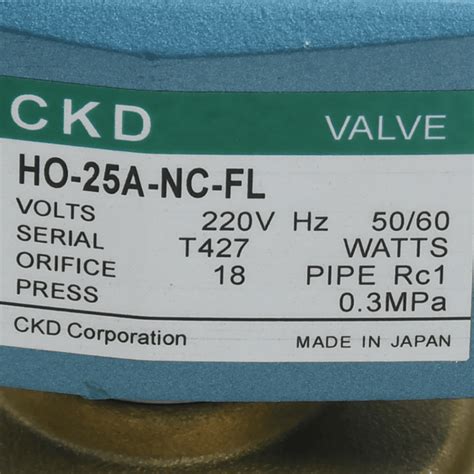 CKD VALVE
HO-25A-NC-FL
VOLTS 220V Hz 50/60
SERIAL T427 WATTS
ORIFICE 18 PIPE Rc1
PRESS 0.3MPa
CKD Corporation MADE IN JAPAN